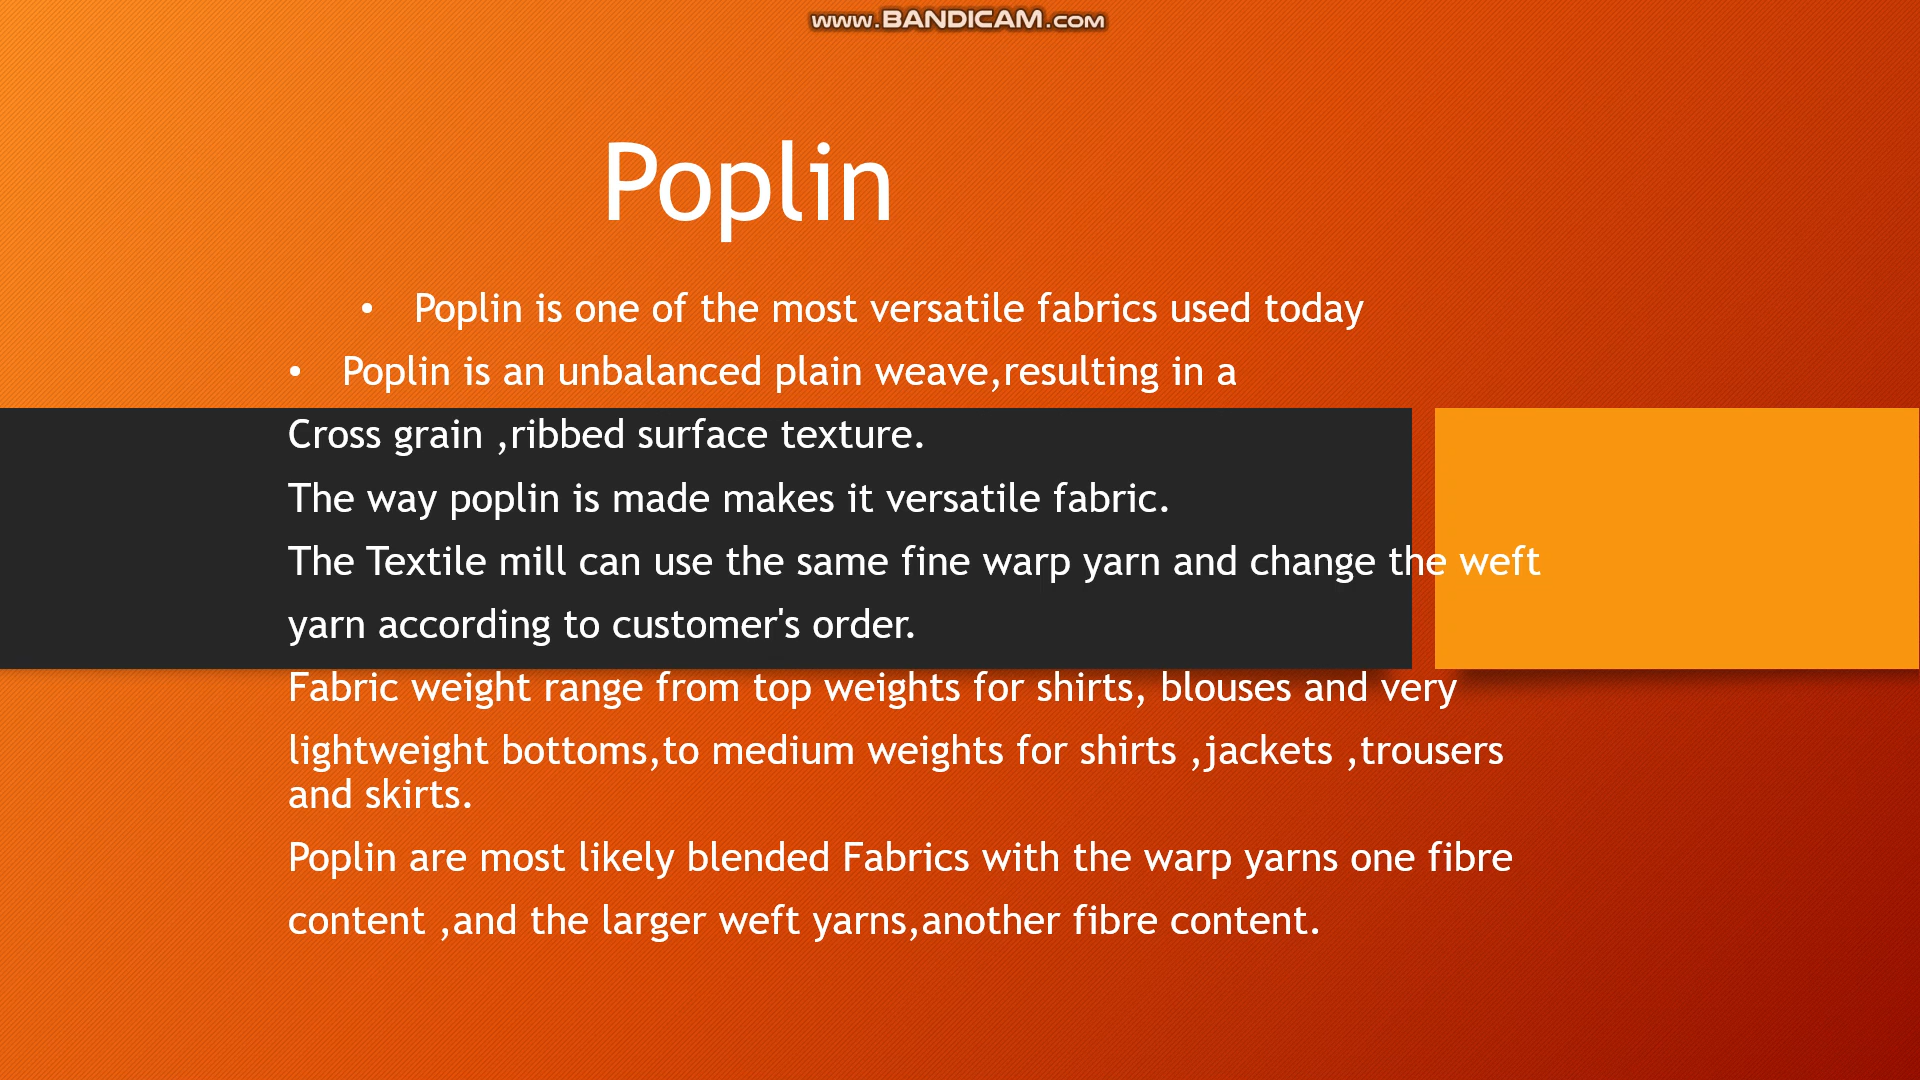 www.BANDICAM.com
Poplin
• Poplin is one of the most versatile fabrics used today
• Poplin is an unbalanced plain weave,resulting in a
Cross grain ,ribbed surface texture.
The way poplin is made makes it versatile fabric.
The Textile mill can use the same fine warp yarn and change the weft
yarn according to customer's order.
Fabric weight range from top weights for shirts, blouses and very
lightweight bottoms,to medium weights for shirts ,jackets ,trousers
and skirts.
Poplin are most likely blended Fabrics with the warp yarns one fibre
content ,and the larger weft yarns,another fibre content.